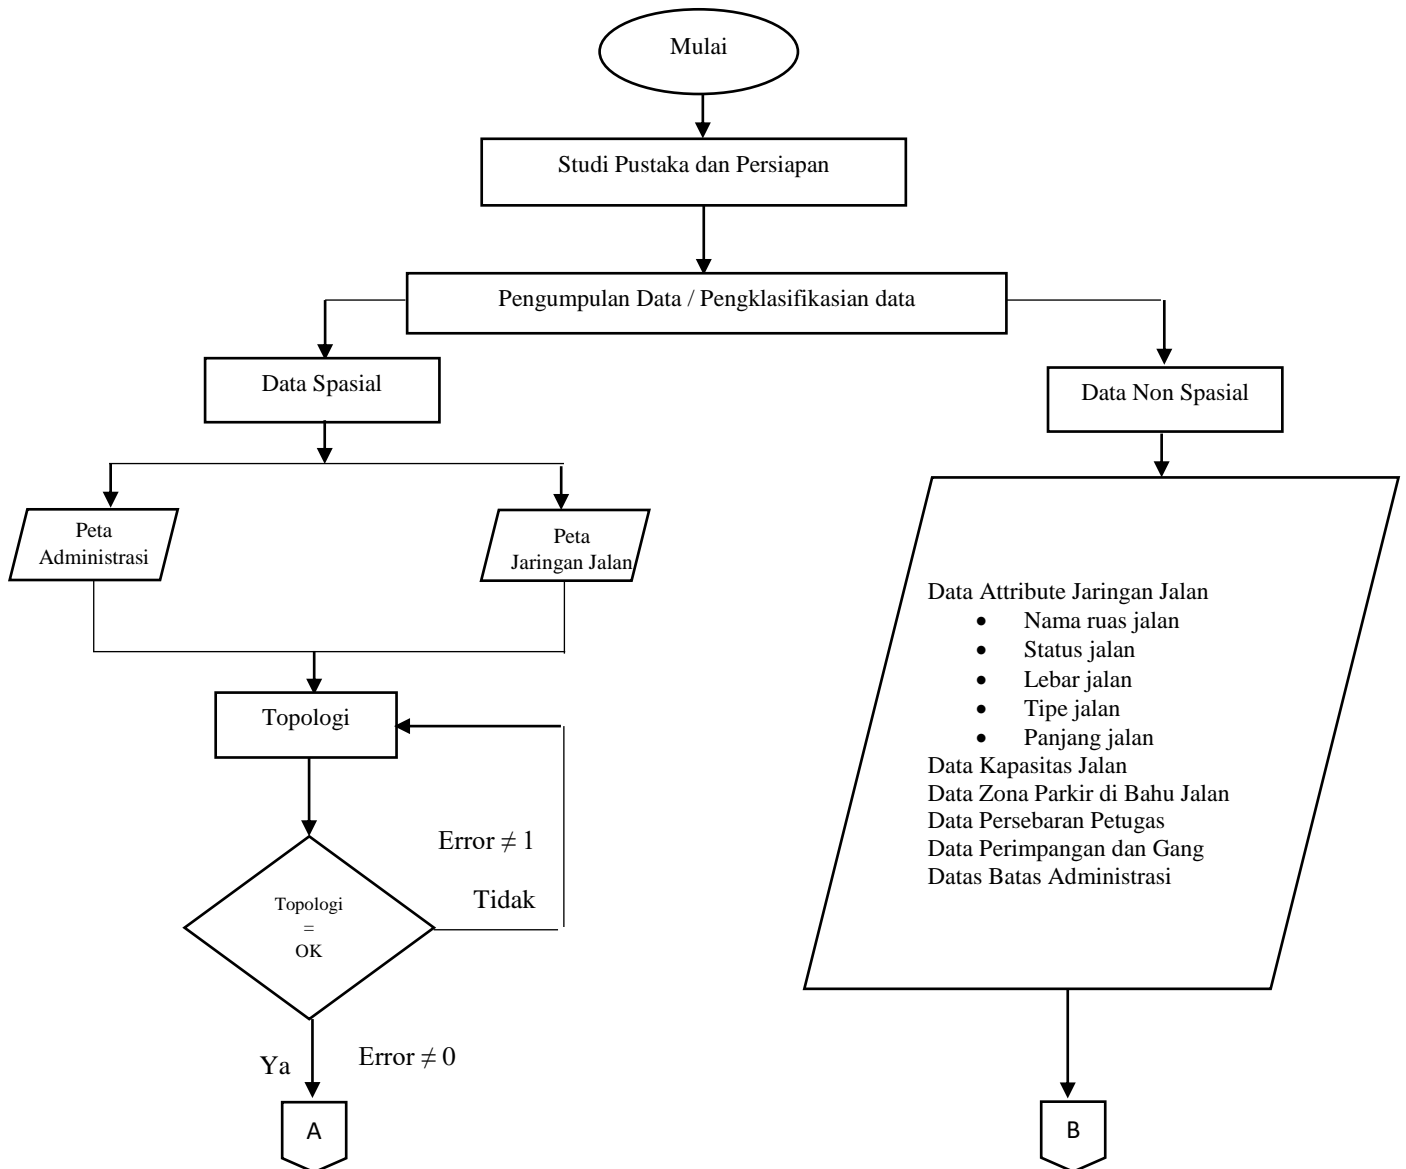 Mulai
Studi Pustaka dan Persiapan
Pengumpulan Data / Pengklasifikasian data
Data Spasial
Data Non Spasial
Peta
Administrasi
Peta
Jaringan Jalan
Topologi
Error ≠ 1
Tidak
Topologi
=
OK
Ya
Error ≠ 0
A
Data Attribute Jaringan Jalan
• Nama ruas jalan
• Status jalan
• Lebar jalan
• Tipe jalan
• Panjang jalan
Data Kapasitas Jalan
Data Zona Parkir di Bahu Jalan
Data Persebaran Petugas
Data Perimpangan dan Gang
Datas Batas Administrasi
B